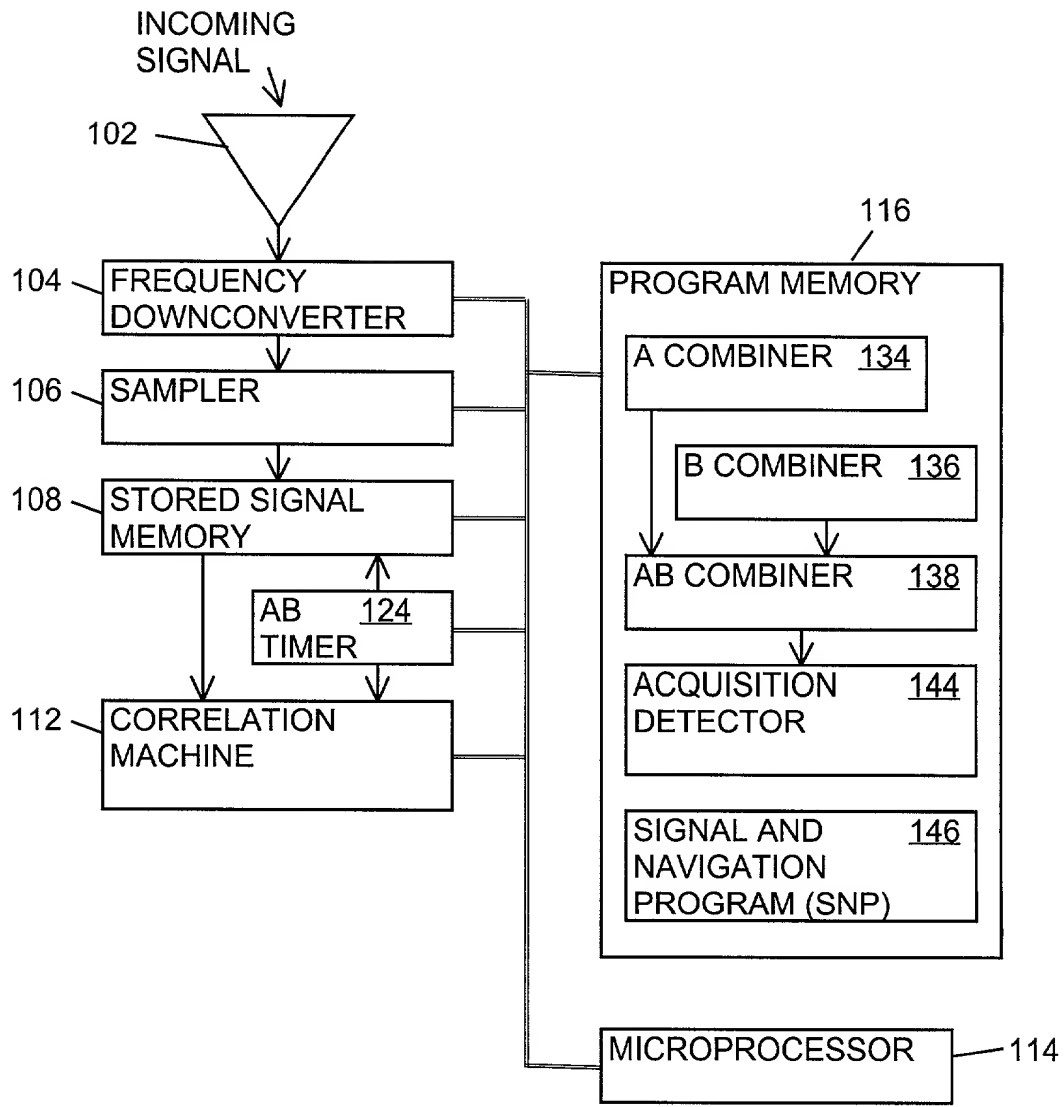 INCOMING
SIGNAL
102
104
FREQUENCY
DOWNCONVERTER
106
SAMPLER
108
STORED SIGNAL
MEMORY
AB 124
TIMER
112
CORRELATION
MACHINE
116
PROGRAM MEMORY
A COMBINER 134
B COMBINER 136
AB COMBINER 138
ACQUISITION 144
DETECTOR
SIGNAL AND 146
NAVIGATION
PROGRAM (SNP)
MICROPROCESSOR
114